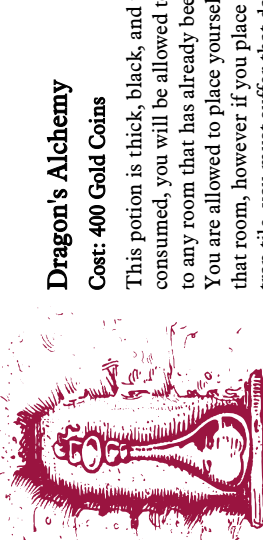 Dragon's Alchemy
Cost: 400 Gold Coins
This potion is thick, black, and
consumed, you will be allowed t
to any room that has already bee
You are allowed to place yoursel
that room, however if you place